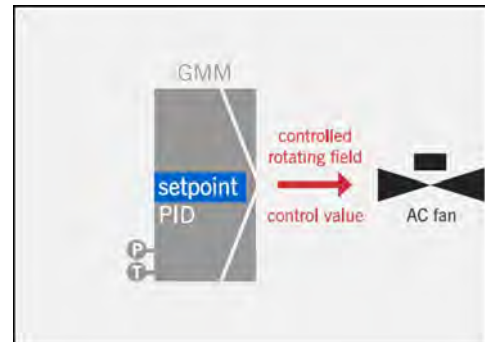 GMM
controlled
rotating field
setpoint
PID
control value
AC fan
P
T